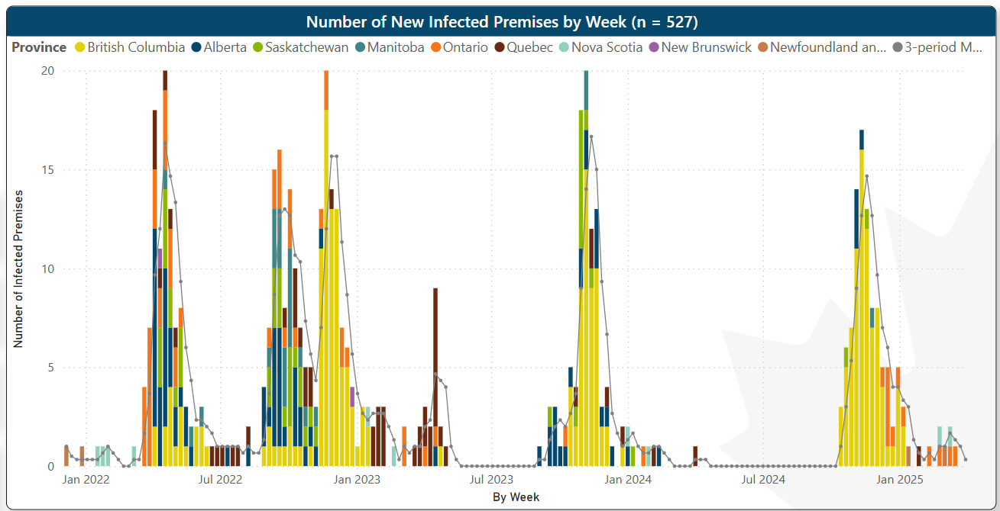 Number of New Infected Premises by Week (n = 527)
Province British Columbia Alberta Saskatchewan Manitoba Ontario Quebec Nova Scotia New Brunswick Newfoundland an... 3-period M...
20
15
10
5
0
Number of Infected Premises
Jan 2022 Jul 2022 Jan 2023 Jul 2023 Jan 2024 Jul 2024 Jan 2025
By Week